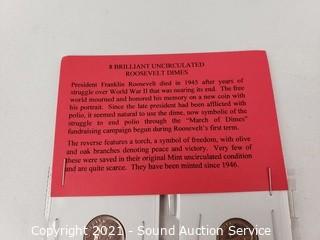 8 BRILLIANT UNCIRCULATED
ROOSEVELT DIMES
President Franklin Roosevelt died in 1945 after years of
struggle over World War II that was nearing its end. The free
world mourned and honored his memory on a new coin with
his portrait. Since the late president had been afflicted with
polio, it seemed natural to use the dime, now symbolic of the
struggle to end polio through the "March of Dimes"
fundraising campaign begun during Roosevelt's first term.
The reverse features a torch, a symbol of freedom, with olive
and oak branches denoting peace and victory. Very few of
these were saved in their original Mint uncirculated condition
and are quite scarce. They have been minted since 1946.
Copyright 2021 - Sound Auction Service